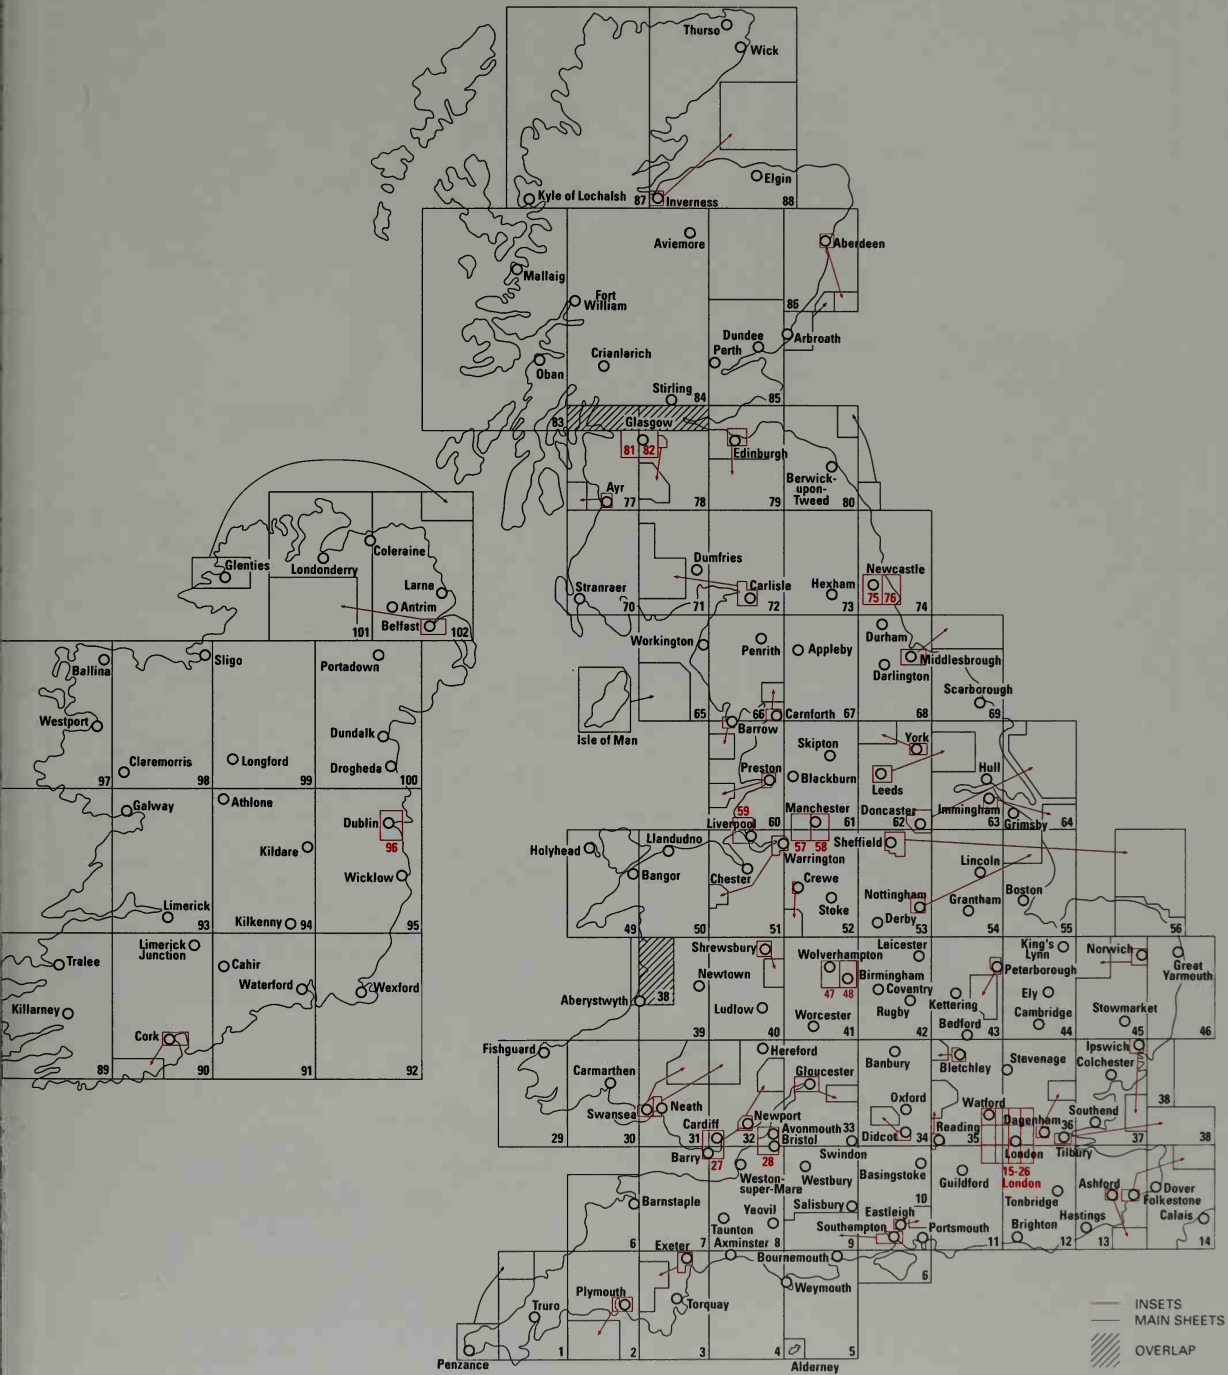 Thurso
Wick
Elgin
Kyle of Lochalsh
87
Inverness
88
Aviemore
Aberdeen
Mallaig
Fort
William
86
Dundee
Arbroath
Perth
Crianlarich
Oban
Stirling
84
85
83
Glasgow
81
82
Edinburgh
Berwick-
upon-
Tweed
Ayr
77
78
79
80
Coleraine
Glenties
Londonderry
Larne
Antrim
Belfast
101
102
Dumfries
Newcastle
Stranraer
Carlisle
Hexham
75
76
70
71
72
73
74
Workington
Penrith
Appleby
Durham
Middlesbrough
Darlington
Scarborough
Isle of Man
65
66
Carnforth
67
68
69
Ballina
Sligo
Portadown
Westport
Dundalk
Claremorris
Longford
Drogheda
97
98
99
100
Barrow
Skipton
York
Preston
Blackburn
Leeds
Hull
59
Manchester
Doncaster
Immingham
Liverpool
60
61
62
63
Grimsby
64
Galway
Athlone
Dublin
Kildare
96
Wicklow
Limerick
93
Kilkenny
94
95
Holyhead
Llandudno
57
58
Sheffield
Warrington
Bangor
Chester
Crewe
Lincoln
Stoke
Nottingham
Grantham
Boston
Derby
49
50
51
52
53
54
55
56
Limerick
Junction
Tralee
Cahir
Waterford
Wexford
Killarney
Cork
89
90
91
92
Shrewsbury
Wolverhampton
Leicester
King's
Lynn
Norwich
Great
Yarmouth
Newtown
Birmingham
Peterborough
47
48
Coventry
Ely
Aberystwyth
38
Ludlow
Rugby
Kettering
Cambridge
Stowmarket
Worcester
Bedford
39
40
41
42
43
44
45
46
Fishguard
Hereford
Banbury
Bletchley
Stevenage
Ipswich
Colchester
Carmarthen
Gloucester
38
Swansea
Neath
Oxford
Watford
Southend
Newport
Dagenham
Cardiff
Avonmouth
33
Didcot
Reading
36
29
30
31
32
Bristol
34
35
London
Tilbury
37
38
Barry
27
28
Swindon
15-26
London
Weston-
super-Mare
Westbury
Basingstoke
Guildford
Tonbridge
Ashford
Dover
Folkestone
Barnstaple
10
Yeovil
Salisbury
Eastleigh
Calais
Taunton
Southampton
Portsmouth
Brighton
Hastings
6
7
Axminster
8
9
11
12
13
14
Exeter
Bournemouth
6
Plymouth
Weymouth
Truro
Torquay
Penzance
1
2
3
4
5
Alderney
INSETS
MAIN SHEETS
OVERLAP